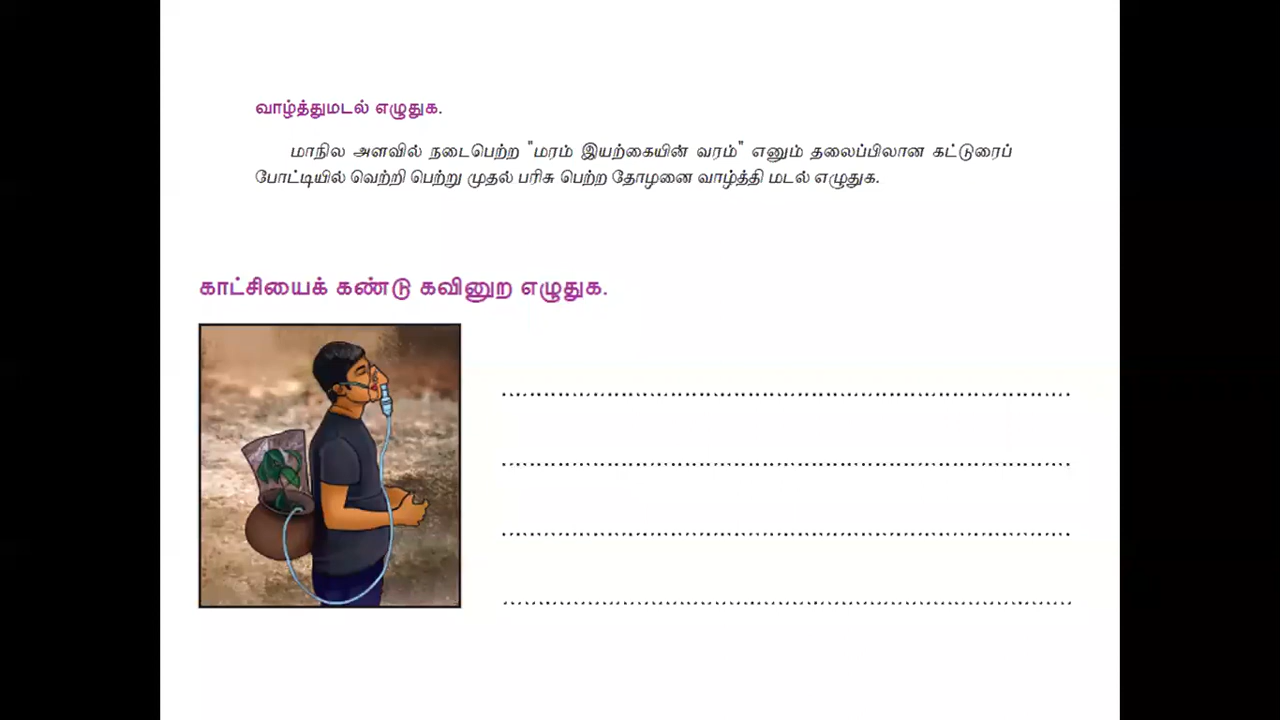 வாழ்த்துமடல் எழுதுக.
மாநில அளவில் நடைபெற்ற "மரம் இயற்கையின் வரம்" எனும் தலைப்பிலான கட்டுரைப்
போட்டியில் வெற்றி பெற்று முதல் பரிசு பெற்ற தோழனை வாழ்த்தி மடல் எழுதுக.
காட்சியைக் கண்டு கவினுற எழுதுக.